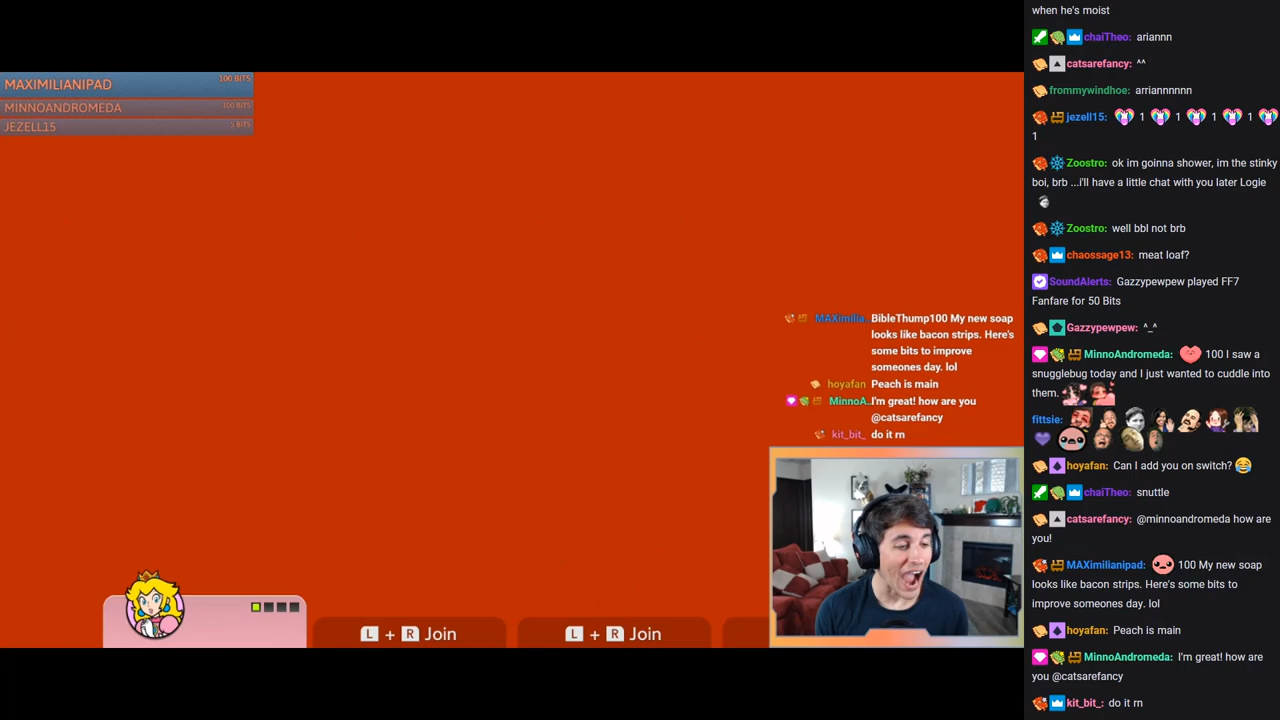 MAXIMILIANIPAD 100 BITS
MINNOANDROMEDA 100 BITS
JEZELL15 5 BITS
MAXimilia.. BibleThump100 My new soap
looks like bacon strips. Here's
some bits to improve
someones day. lol
hoyafan Peach is main
MinnoA.. I'm great! how are you
@catsarefancy
kit_bit_ do it rn
L + R Join
L + R Join
when he's moist
chaiTheo: ariannn
catsarefancy: ^^
frommywindhoe: arriannnnnn
jezell15: 1 1 1 1
1
Zoostro: ok im goinna shower, im the stinky
boi, brb ...i'll have a little chat with you later Logie
Zoostro: well bbl not brb
chaossage13: meat loaf?
SoundAlerts: Gazzypewpew played FF7
Fanfare for 50 Bits
Gazzypewpew: ^_^
MinnoAndromeda: 100 I saw a
snugglebug today and I just wanted to cuddle into
them.
fittsie:
hoyafan: Can I add you on switch?
chaiTheo: snuttle
catsarefancy: @minnoandromeda how are
you!
MAXimilianipad: 100 My new soap
looks like bacon strips. Here's some bits to
improve someones day. lol
hoyafan: Peach is main
MinnoAndromeda: I'm great! how are
you @catsarefancy
kit_bit_: do it rn